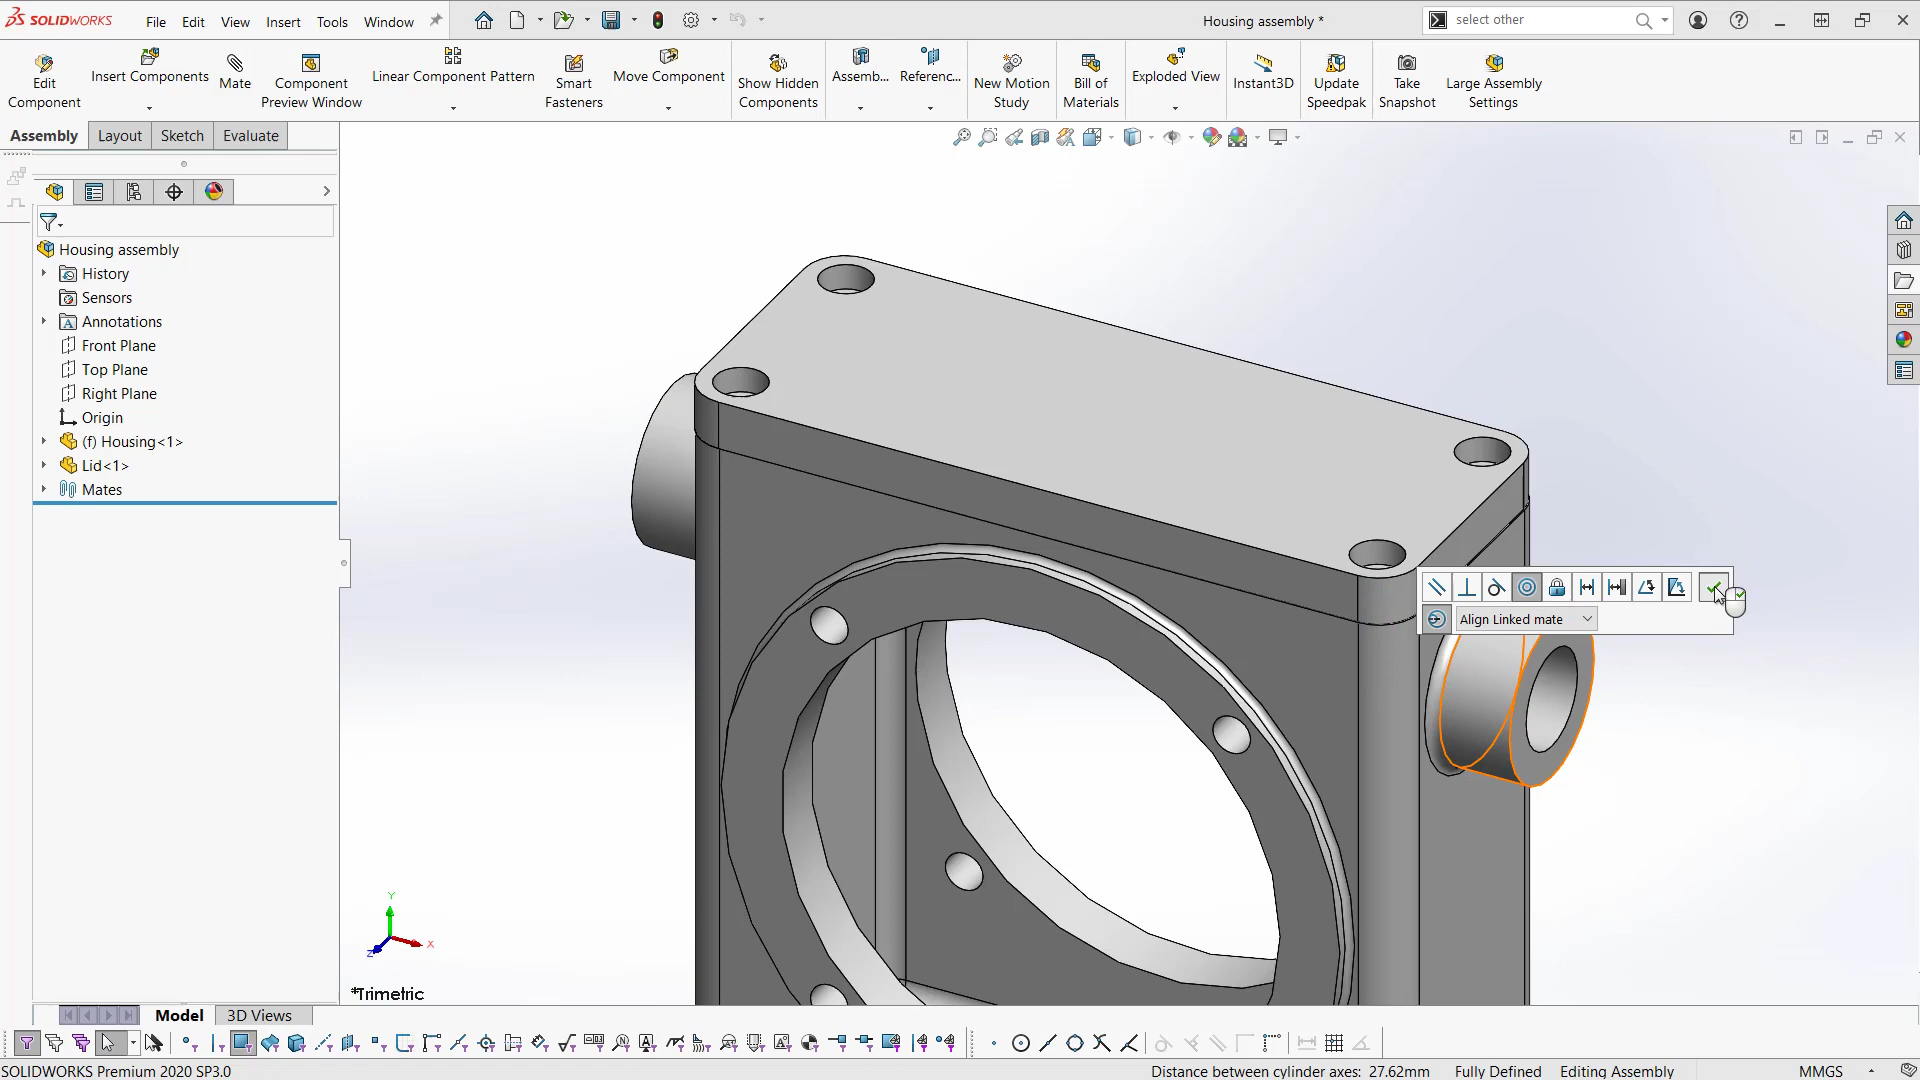 SOLIDWORKS
File Edit View Insert Tools Window
Housing assembly *
select other
Edit Component
Insert Components
Mate
Component Preview Window
Linear Component Pattern
Smart Fasteners
Move Component
Show Hidden Components
Assemb...
Referenc...
New Motion Study
Bill of Materials
Exploded View
Instant3D
Update Speedpak
Take Snapshot
Large Assembly Settings
Assembly Layout Sketch Evaluate
Housing assembly
History
Sensors
Annotations
Front Plane
Top Plane
Right Plane
Origin
(f) Housing<1>
Lid<1>
Mates
Align Linked mate
Y
X
Z
*Trimetric
Model 3D Views
SOLIDWORKS Premium 2020 SP3.0
Distance between cylinder axes: 27.62mm Fully Defined Editing Assembly MMGS